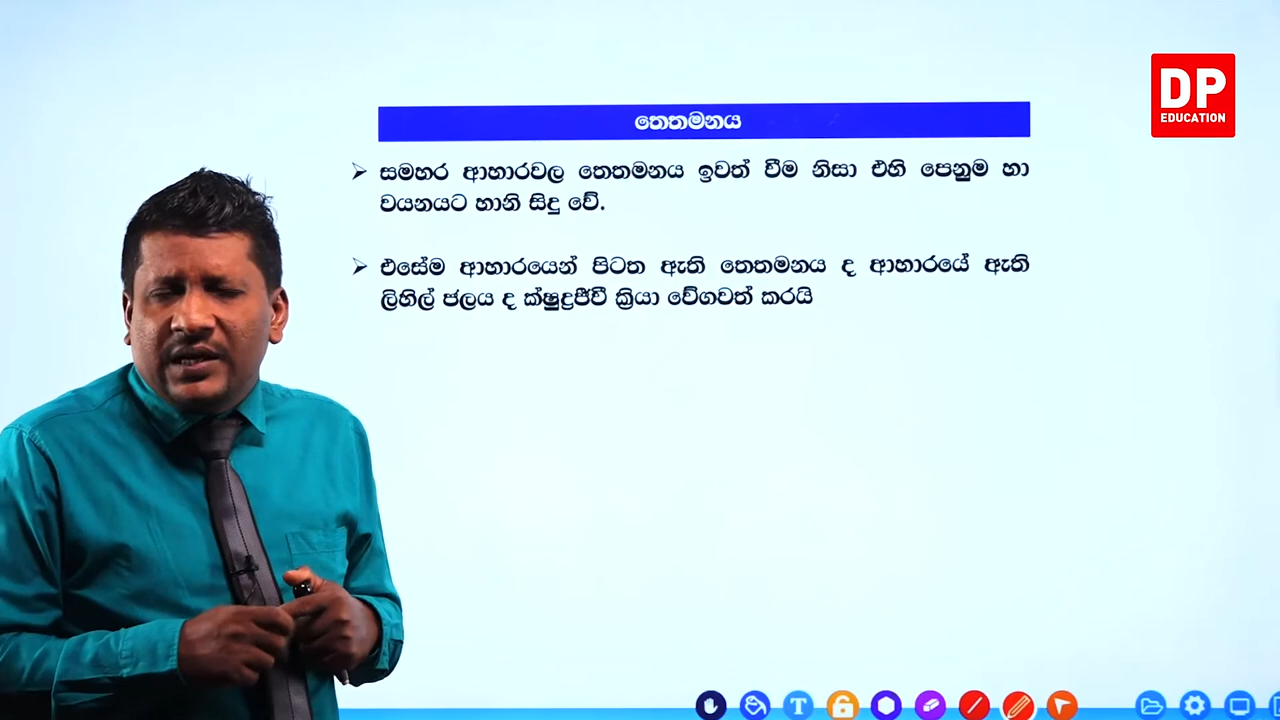 DP
EDUCATION
තෙතමනය
සමහර ආහාරවල තෙතමනය ඉවත් වීම නිසා එහි පෙනුම හා
වයනයට හානි සිදු වේ.
එසේම ආහාරයෙන් පිටත ඇති තෙතමනය ද ආහාරයේ ඇති
ලිහිල් ජලය ද ක්ෂුද්‍රජීවී ක්‍රියා වේගවත් කරයි
T